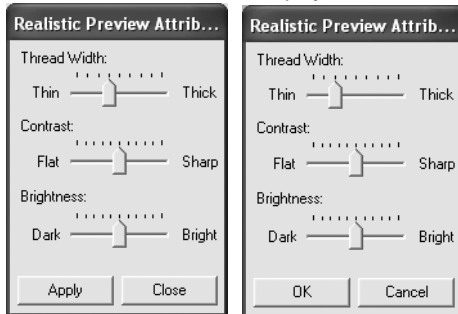 Realistic Preview Attrib...
Thread Width:
Thin Thick
Contrast:
Flat Sharp
Brightness:
Dark Bright
Apply Close
Realistic Preview Attrib...
Thread Width:
Thin Thick
Contrast:
Flat Sharp
Brightness:
Dark Bright
OK Cancel